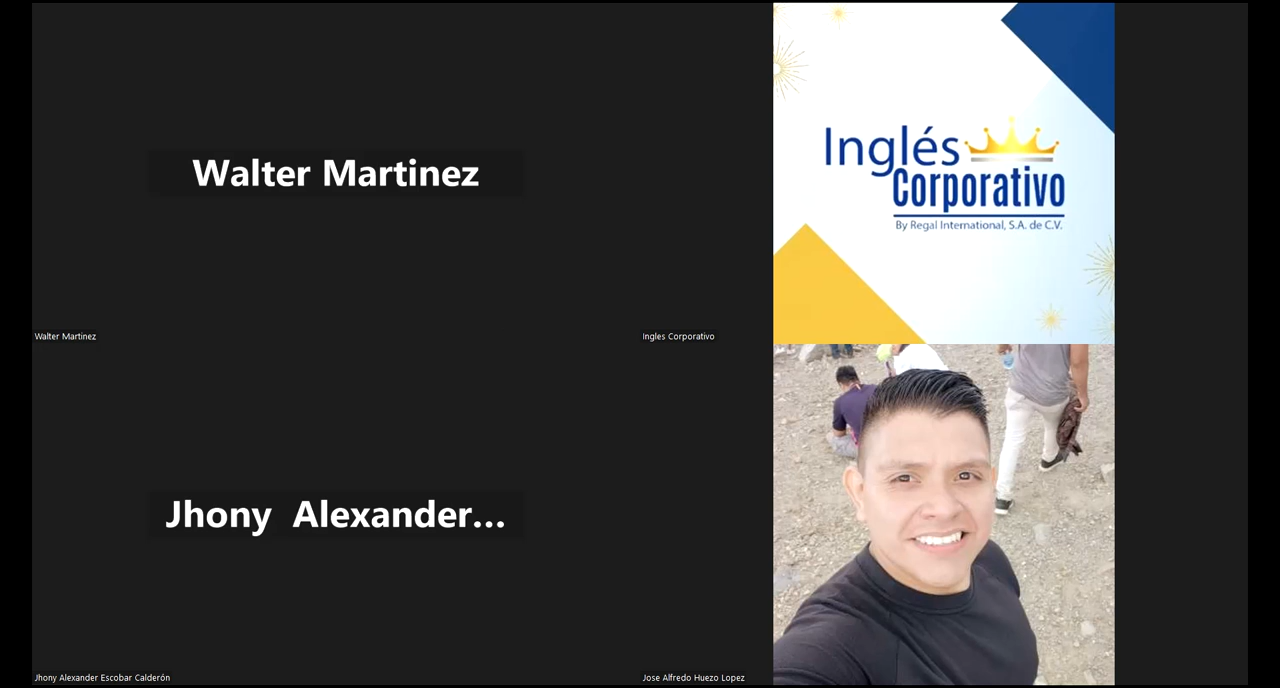 Walter Martinez
Inglés
Corporativo
By Regal International, S.A. de C.V.
Walter Martinez
Ingles Corporativo
Jhony Alexander...
Jhony Alexander Escobar Calderón
Jose Alfredo Huezo Lopez